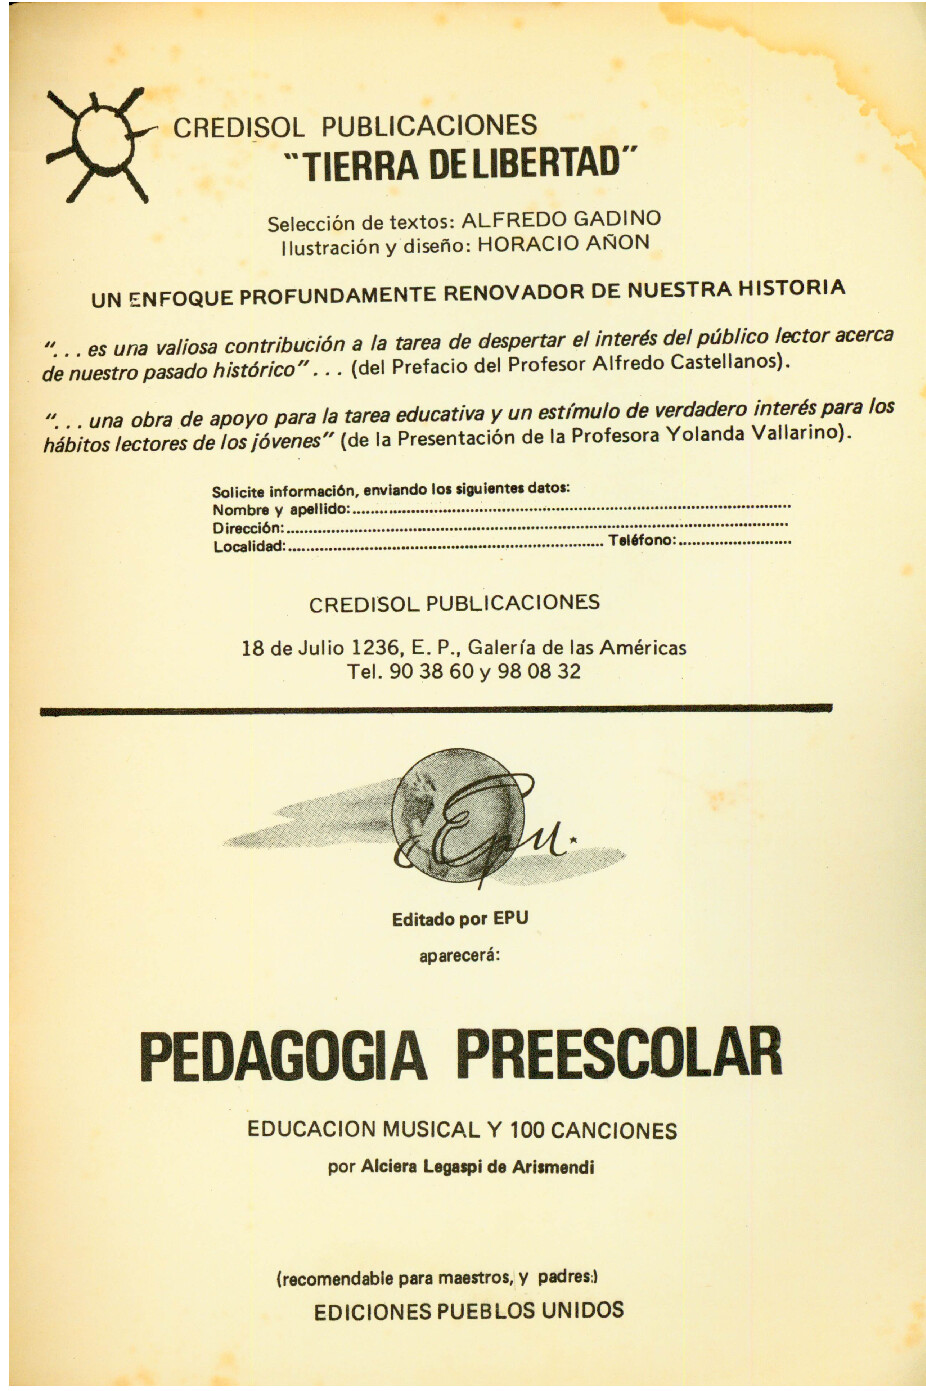 CREDISOL PUBLICACIONES
"TIERRA DE LIBERTAD"
Selección de textos: ALFREDO GADINO
Ilustración y diseño: HORACIO AÑON
UN ENFOQUE PROFUNDAMENTE RENOVADOR DE NUESTRA HISTORIA
". . . es una valiosa contribución a la tarea de despertar el interés del público lector acerca
de nuestro pasado histórico" . . . (del Prefacio del Profesor Alfredo Castellanos).
". . . una obra de apoyo para la tarea educativa y un estímulo de verdadero interés para los
hábitos lectores de los jóvenes" (de la Presentación de la Profesora Yolanda Vallarino).
Solicite información, enviando los siguientes datos:
Nombre y apellido:
Dirección:
Localidad: Teléfono:
CREDISOL PUBLICACIONES
18 de Julio 1236, E. P., Galería de las Américas
Tel. 90 38 60 y 98 08 32
Epu
Editado por EPU
aparecerá:
PEDAGOGIA PREESCOLAR
EDUCACION MUSICAL Y 100 CANCIONES
por Alciera Legaspi de Arismendi
(recomendable para maestros, y padres.)
EDICIONES PUEBLOS UNIDOS